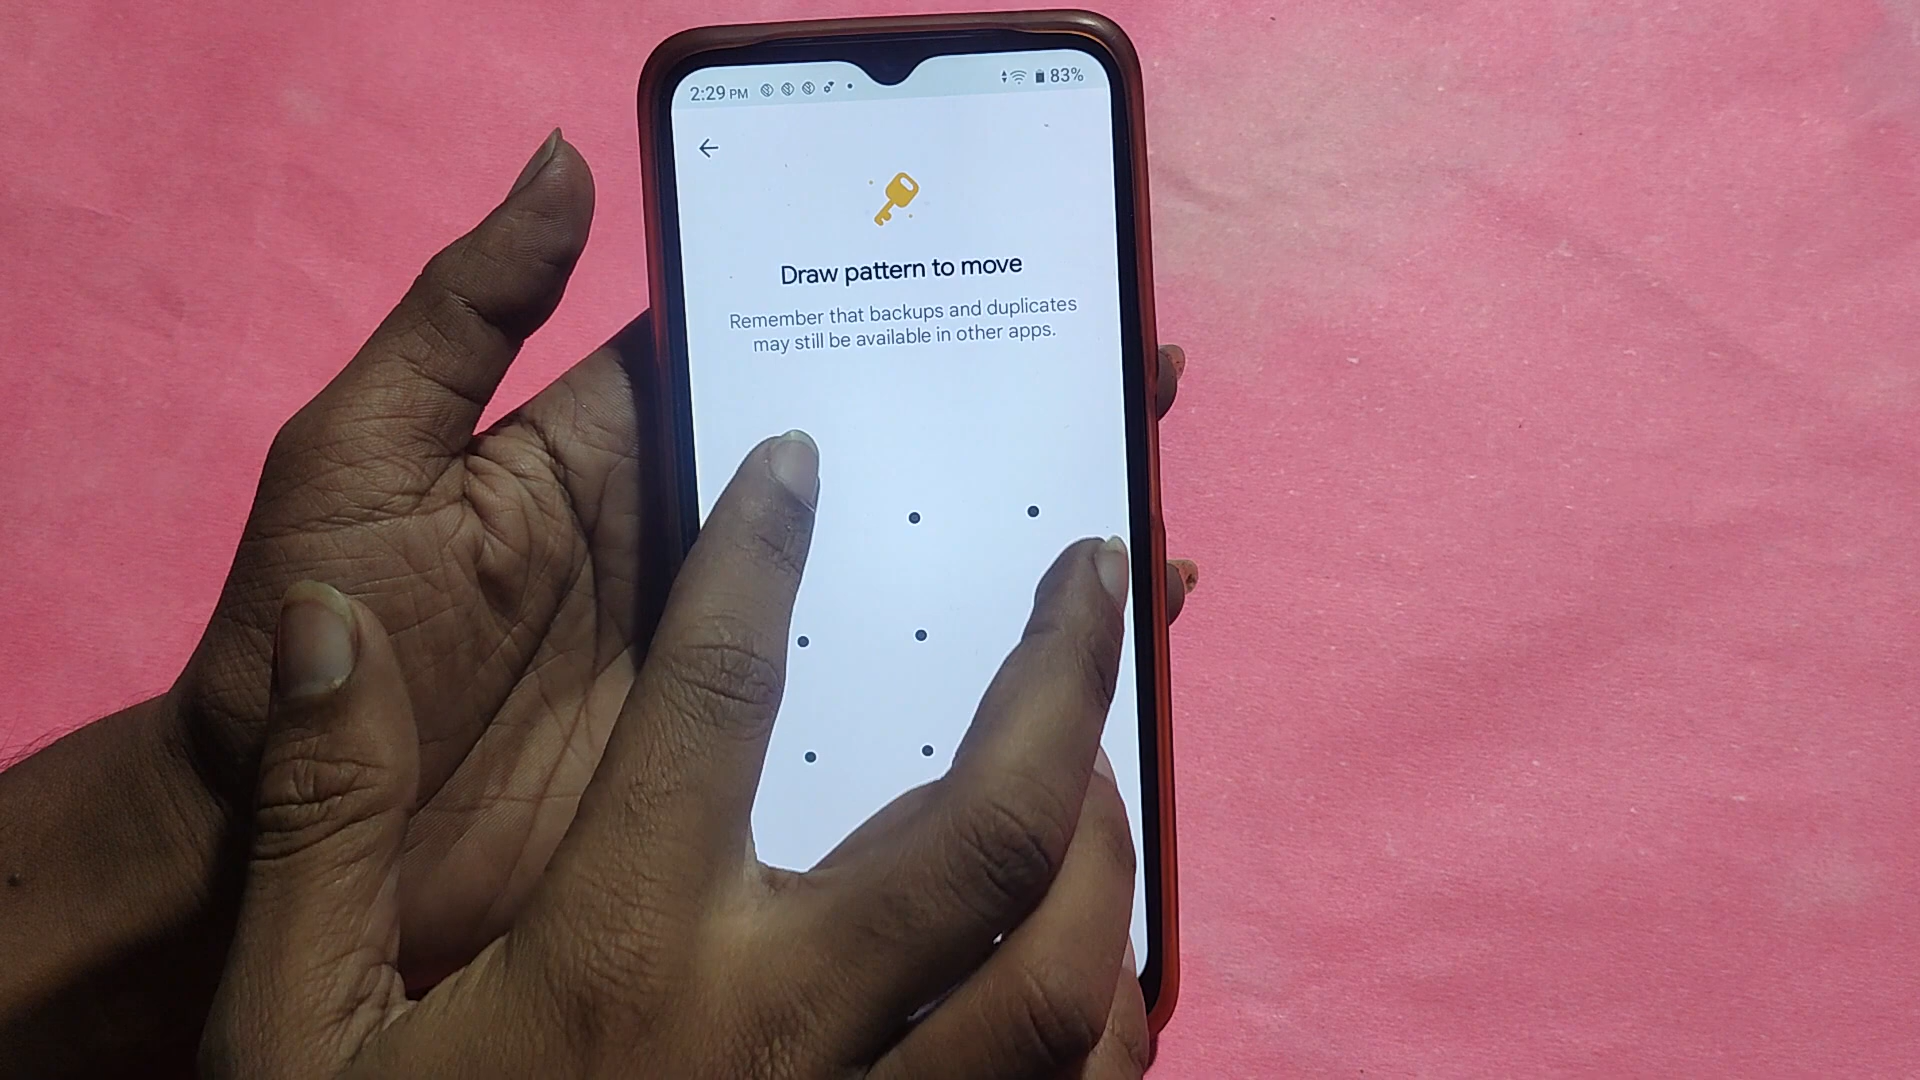 2:29 PM 83%
Draw pattern to move
Remember that backups and duplicates
may still be available in other apps.